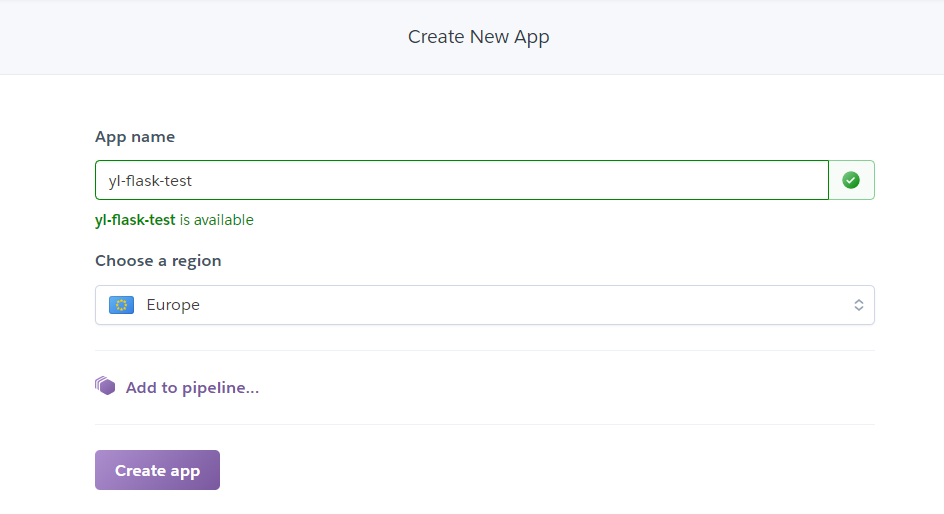 Create New App
App name
yl-flask-test
yl-flask-test is available
Choose a region
Europe
Add to pipeline...
Create app